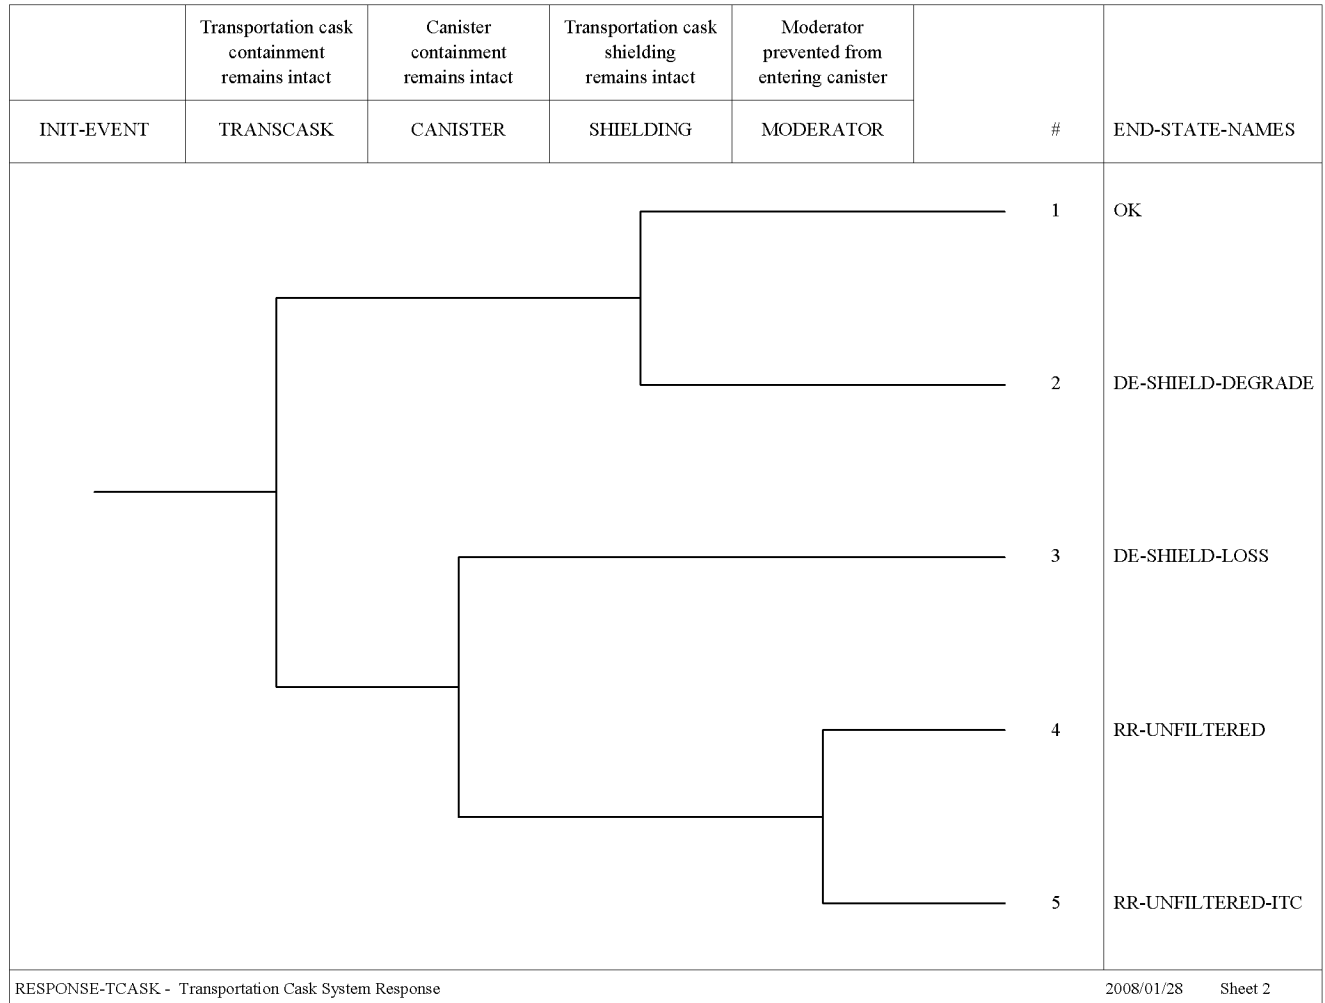 Transportation cask
containment
remains intact
Canister
containment
remains intact
Transportation cask
shielding
remains intact
Moderator
prevented from
entering canister
INIT-EVENT
TRANSCASK
CANISTER
SHIELDING
MODERATOR
#
END-STATE-NAMES
1 OK
2 DE-SHIELD-DEGRADE
3 DE-SHIELD-LOSS
4 RR-UNFILTERED
5 RR-UNFILTERED-ITC
RESPONSE-TCASK - Transportation Cask System Response
2008/01/28 Sheet 2